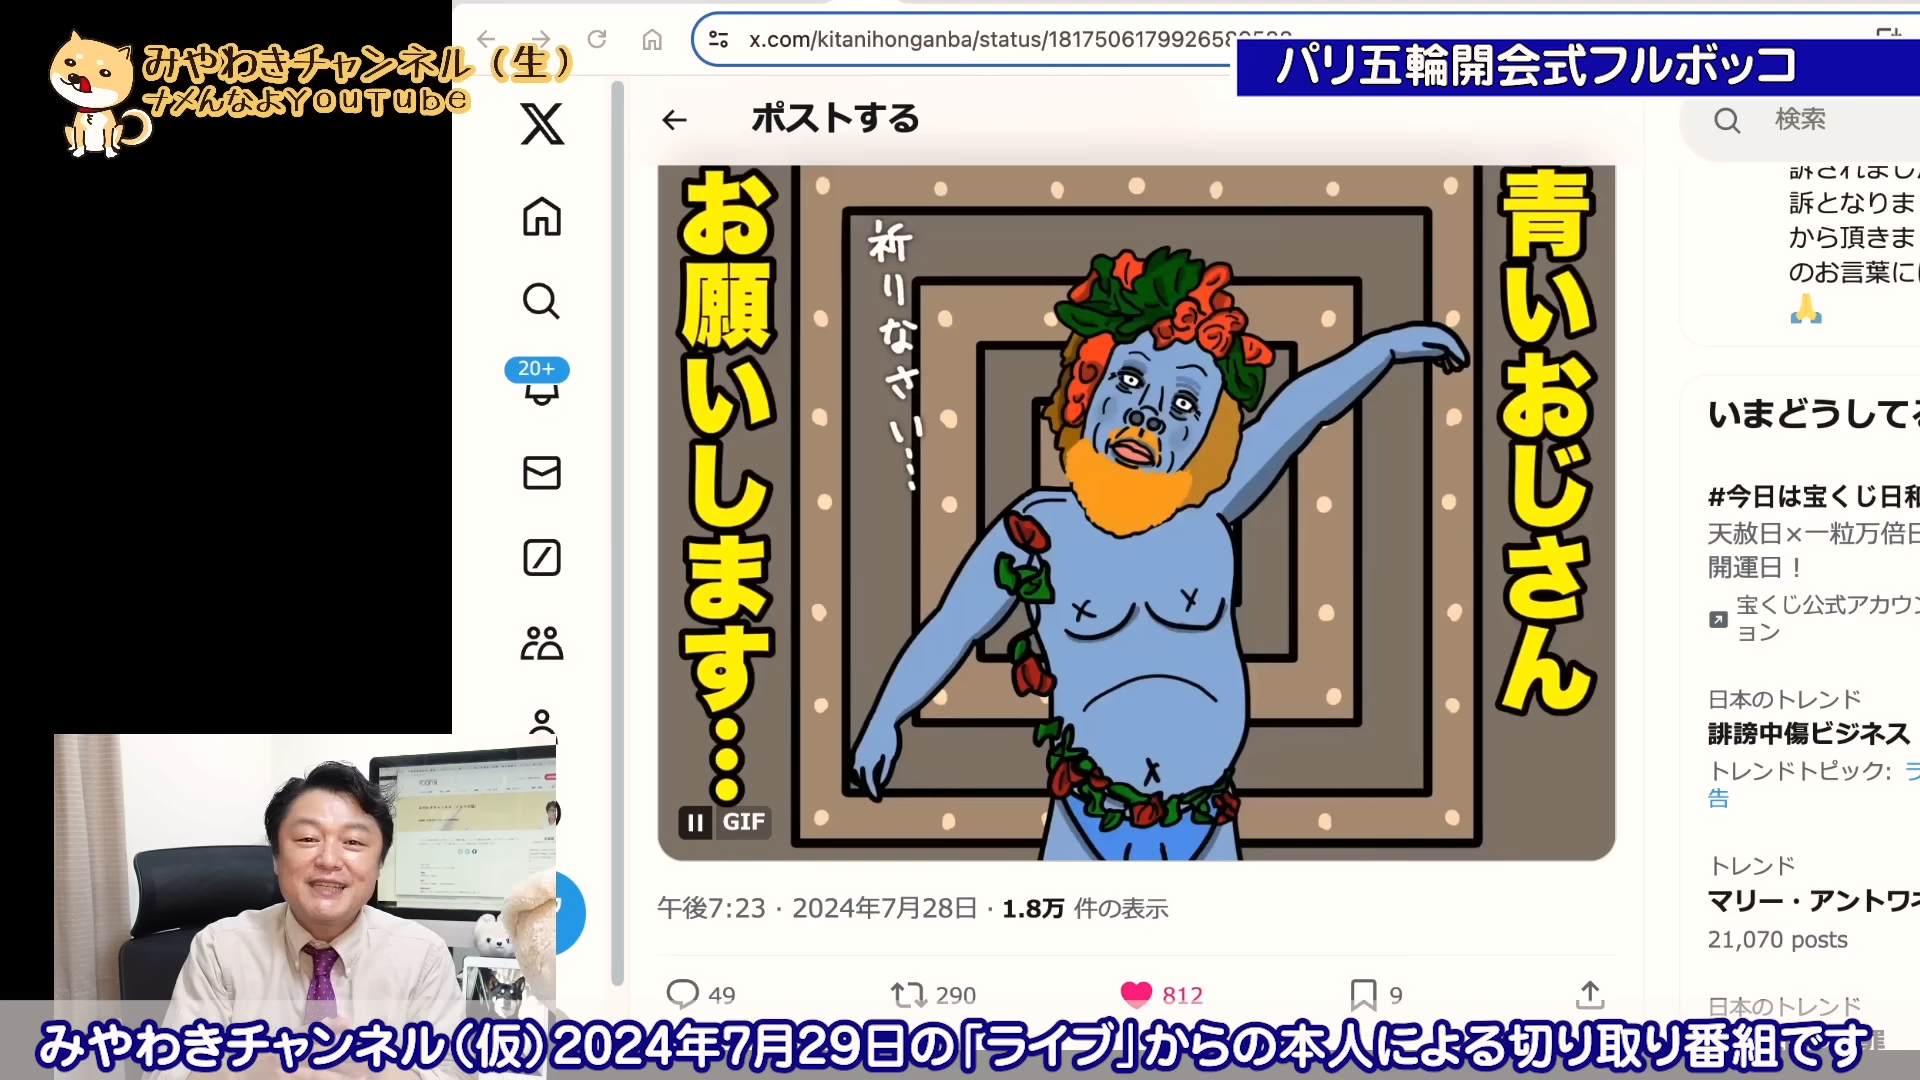 みやわきチャンネル（生）
ナメんなよYouTube
x.com/kitanihonganba/status/181750617992658
パリ五輪開会式フルボッコ
ポストする
検索
20+
青いおじさん
お願いします…
祈りなさい…
GIF
午後7:23 · 2024年7月28日 · 1.8万 件の表示
49
290
812
9
訴となりま
から頂きま
のお言葉に
🙏
いまどうしてる
#今日は宝くじ日和
天赦日×一粒万倍日
開運日！
宝くじ公式アカウン
ョン
日本のトレンド
誹謗中傷ビジネス
トレンドトピック: ラ
告
トレンド
マリー・アントワネ
21,070 posts
日本のトレンド
みやわきチャンネル（仮）2024年7月29日の「ライブ」からの本人による切り取り番組です